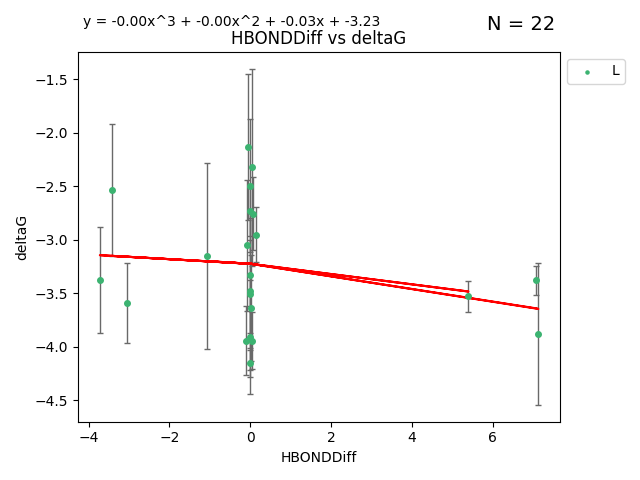 y = -0.00x^3 + -0.00x^2 + -0.03x + -3.23
N = 22
HBONDDiff vs deltaG
L
−1.5
−2.0
−2.5
−3.0
−3.5
−4.0
−4.5
deltaG
−4
−2
0
2
4
6
HBONDDiff